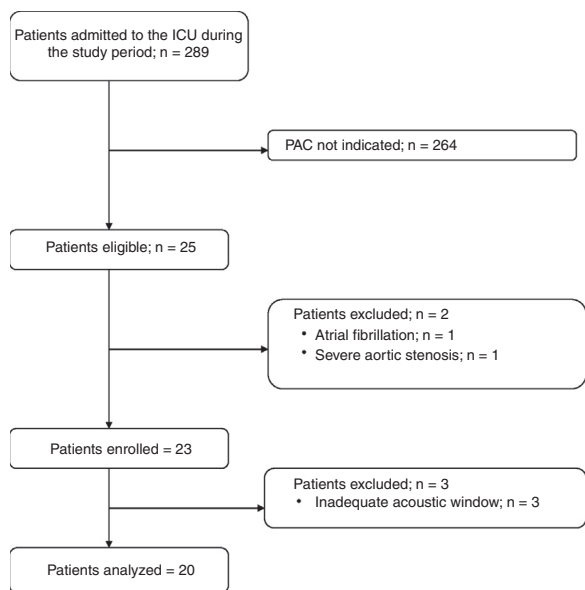 Patients admitted to the ICU during
the study period; n = 289
PAC not indicated; n = 264
Patients eligible; n = 25
Patients excluded; n = 2
• Atrial fibrillation; n = 1
• Severe aortic stenosis; n = 1
Patients enrolled = 23
Patients excluded; n = 3
• Inadequate acoustic window; n = 3
Patients analyzed = 20